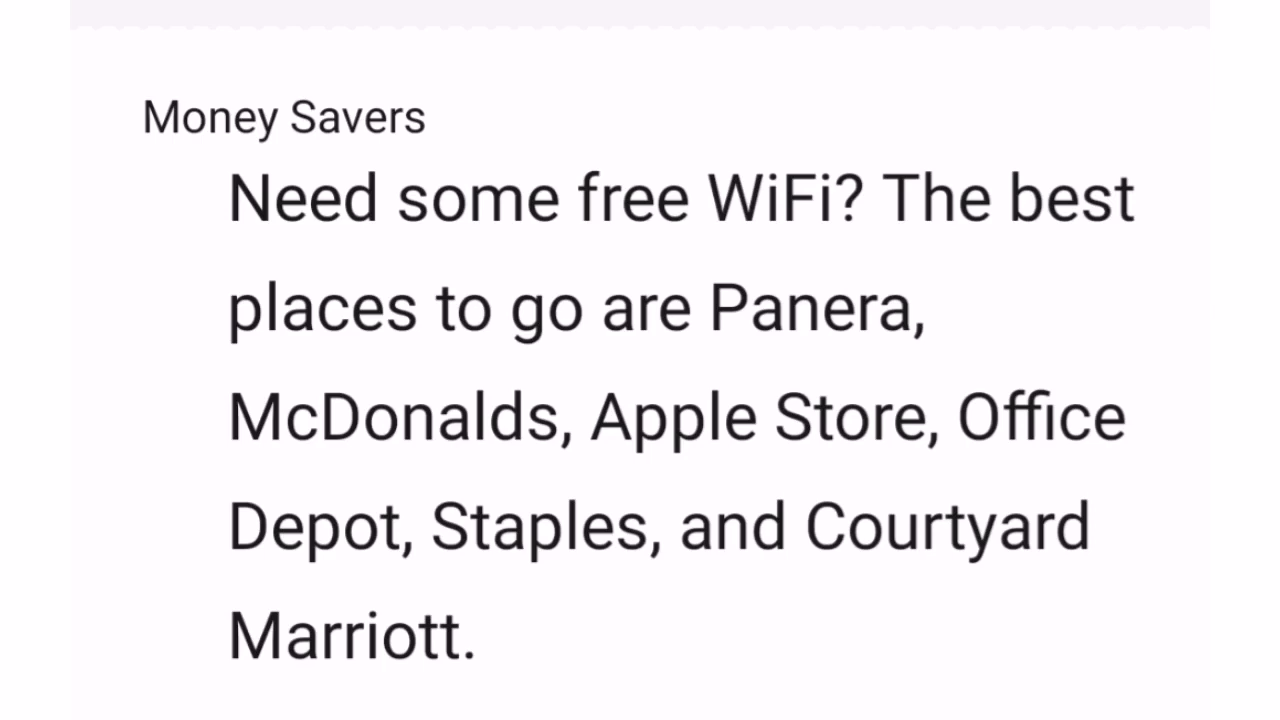 Money Savers
Need some free WiFi? The best
places to go are Panera,
McDonalds, Apple Store, Office
Depot, Staples, and Courtyard
Marriott.